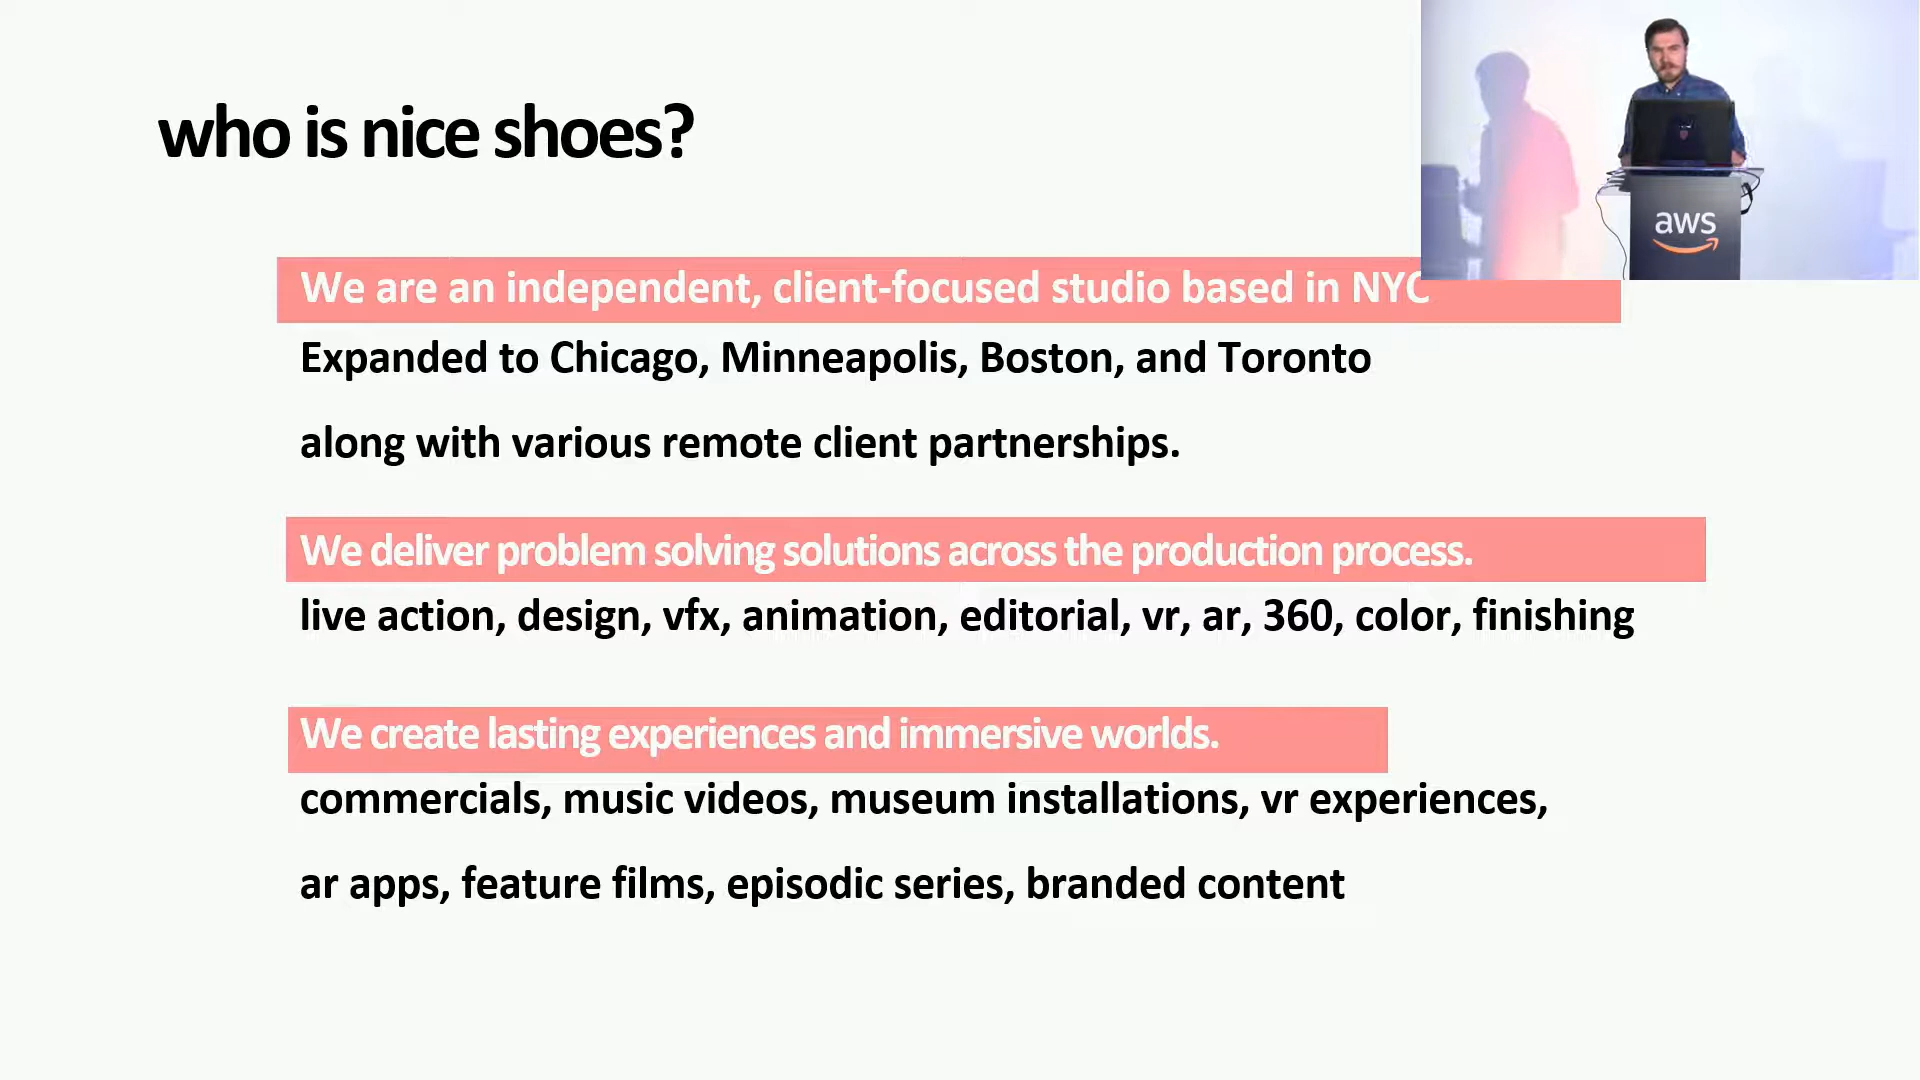 who is nice shoes?
We are an independent, client-focused studio based in NYC
Expanded to Chicago, Minneapolis, Boston, and Toronto
along with various remote client partnerships.
We deliver problem solving solutions across the production process.
live action, design, vfx, animation, editorial, vr, ar, 360, color, finishing
We create lasting experiences and immersive worlds.
commercials, music videos, museum installations, vr experiences,
ar apps, feature films, episodic series, branded content
aws